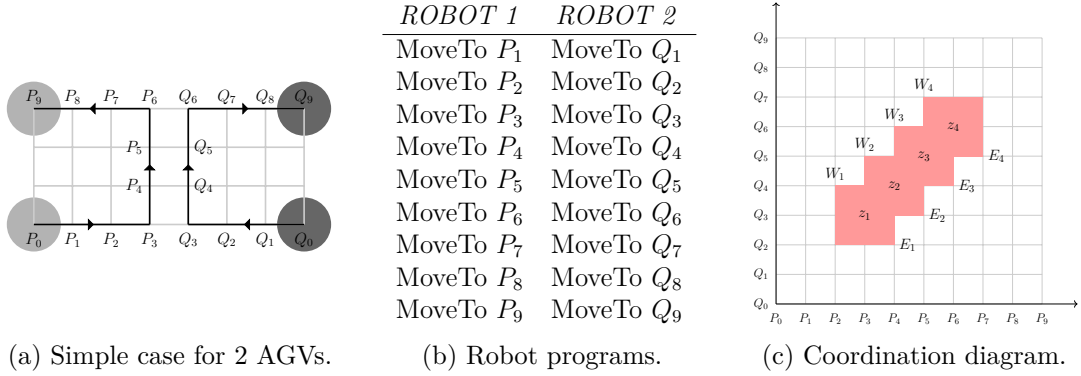 P9 P8 P7 P6 Q6 Q7 Q8 Q9
P5 Q5
P4 Q4
P0 P1 P2 P3 Q3 Q2 Q1 Q0
(a) Simple case for 2 AGVs.
ROBOT 1 ROBOT 2
MoveTo P1 MoveTo Q1
MoveTo P2 MoveTo Q2
MoveTo P3 MoveTo Q3
MoveTo P4 MoveTo Q4
MoveTo P5 MoveTo Q5
MoveTo P6 MoveTo Q6
MoveTo P7 MoveTo Q7
MoveTo P8 MoveTo Q8
MoveTo P9 MoveTo Q9
(b) Robot programs.
Q9
Q8
W4
Q7
W3
Q6 z4
W2
Q5 z3 E4
W1
Q4 z2 E3
Q3 z1 E2
Q2 E1
Q1
Q0
P0 P1 P2 P3 P4 P5 P6 P7 P8 P9
(c) Coordination diagram.